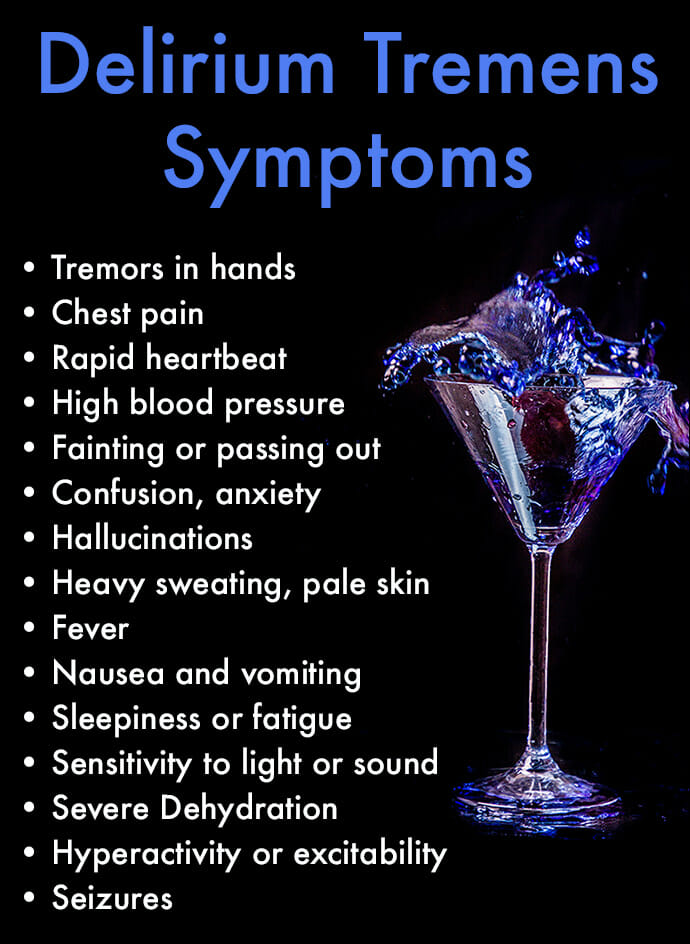 Delirium Tremens
Symptoms
• Tremors in hands
• Chest pain
• Rapid heartbeat
• High blood pressure
• Fainting or passing out
• Confusion, anxiety
• Hallucinations
• Heavy sweating, pale skin
• Fever
• Nausea and vomiting
• Sleepiness or fatigue
• Sensitivity to light or sound
• Severe Dehydration
• Hyperactivity or excitability
• Seizures